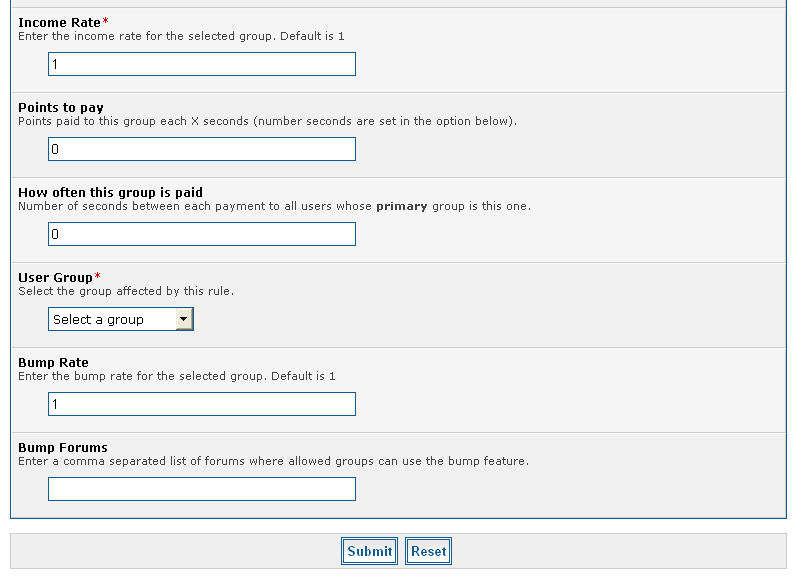 Income Rate*
Enter the income rate for the selected group. Default is 1
1
Points to pay
Points paid to this group each X seconds (number seconds are set in the option below).
0
How often this group is paid
Number of seconds between each payment to all users whose primary group is this one.
0
User Group*
Select the group affected by this rule.
Select a group
Bump Rate
Enter the bump rate for the selected group. Default is 1
1
Bump Forums
Enter a comma separated list of forums where allowed groups can use the bump feature.
Submit Reset